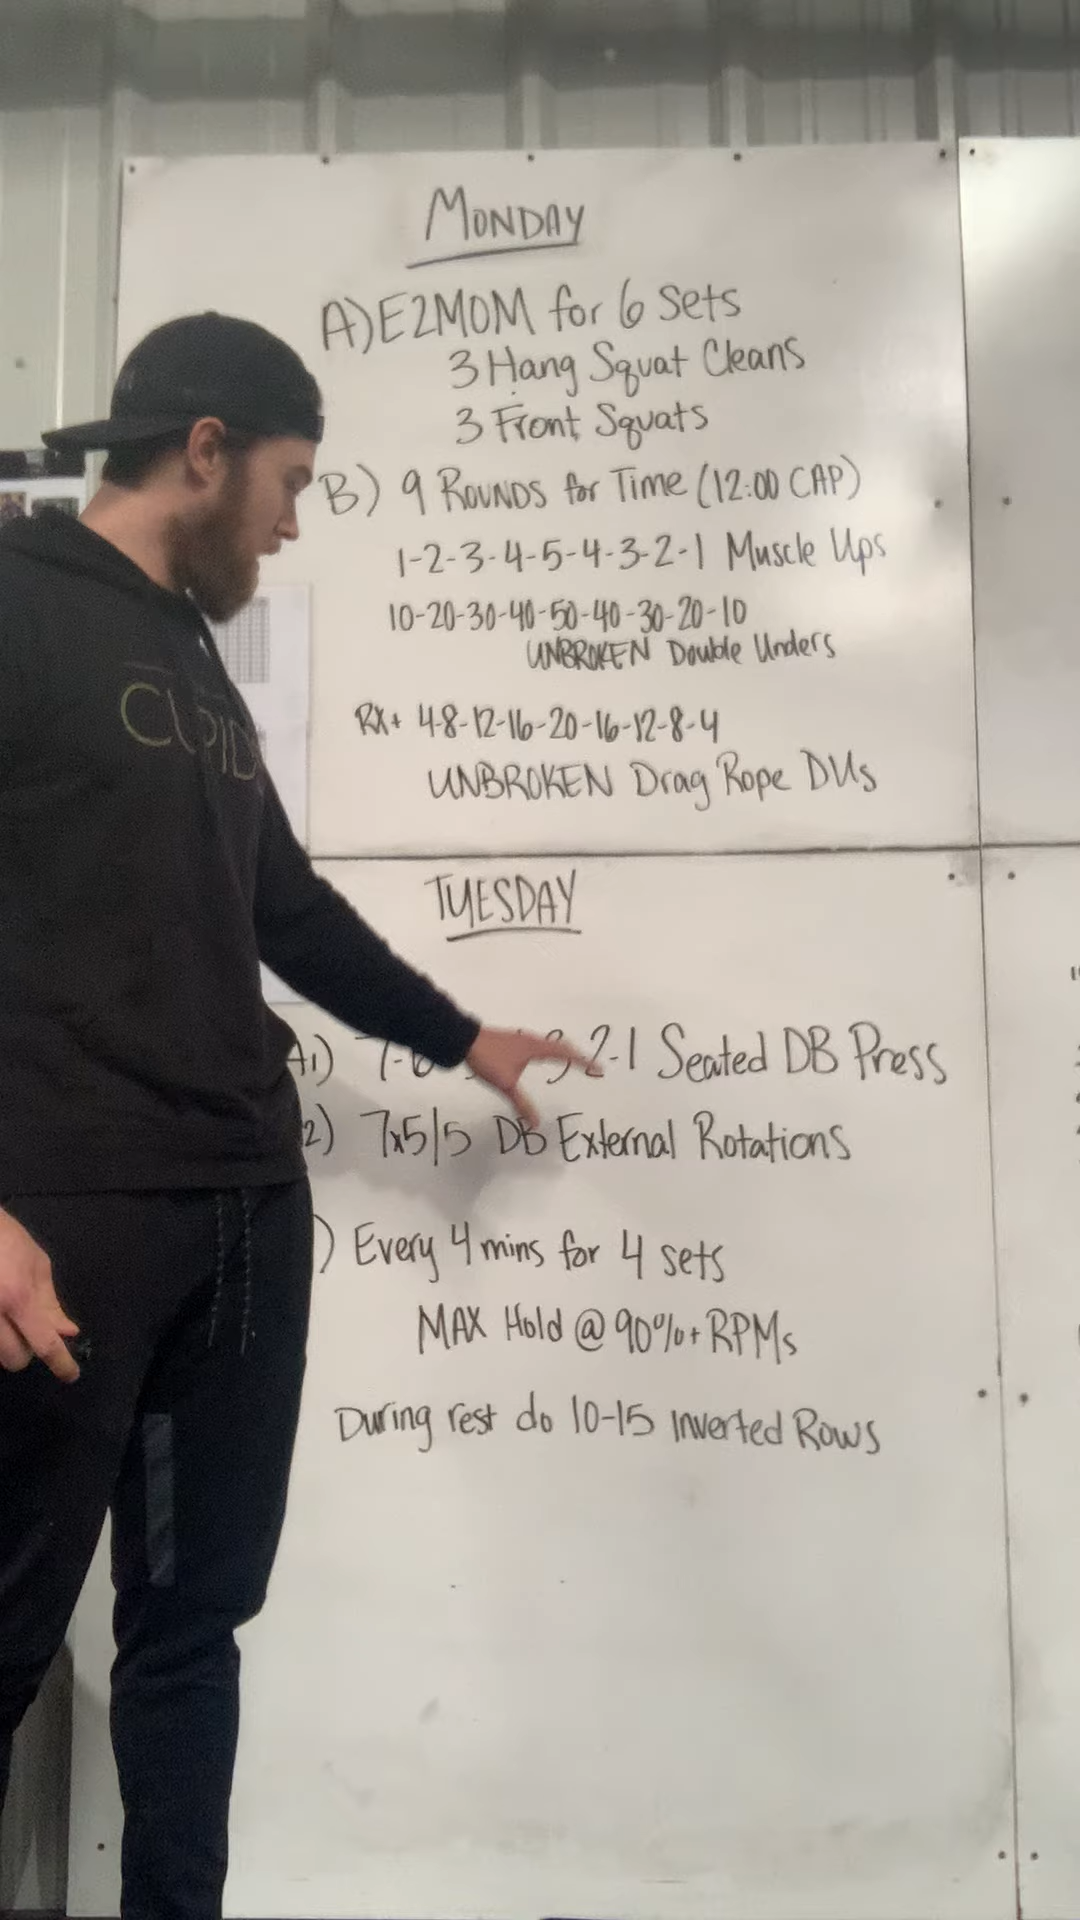 MONDAY
A) E2MOM for 6 Sets
3 Hang Squat Cleans
3 Front Squats
B) 9 ROUNDS for Time (12:00 CAP)
1-2-3-4-5-4-3-2-1 Muscle Ups
10-20-30-40-50-40-30-20-10
UNBROKEN Double Unders
RX+ 4-8-12-16-20-16-12-8-4
UNBROKEN Drag Rope DUs
TUESDAY
A1) 7-6 3-2-1 Seated DB Press
2) 7x5/5 DB External Rotations
) Every 4 mins for 4 sets
MAX Hold @ 90%+ RPMs
During rest do 10-15 Inverted Rows